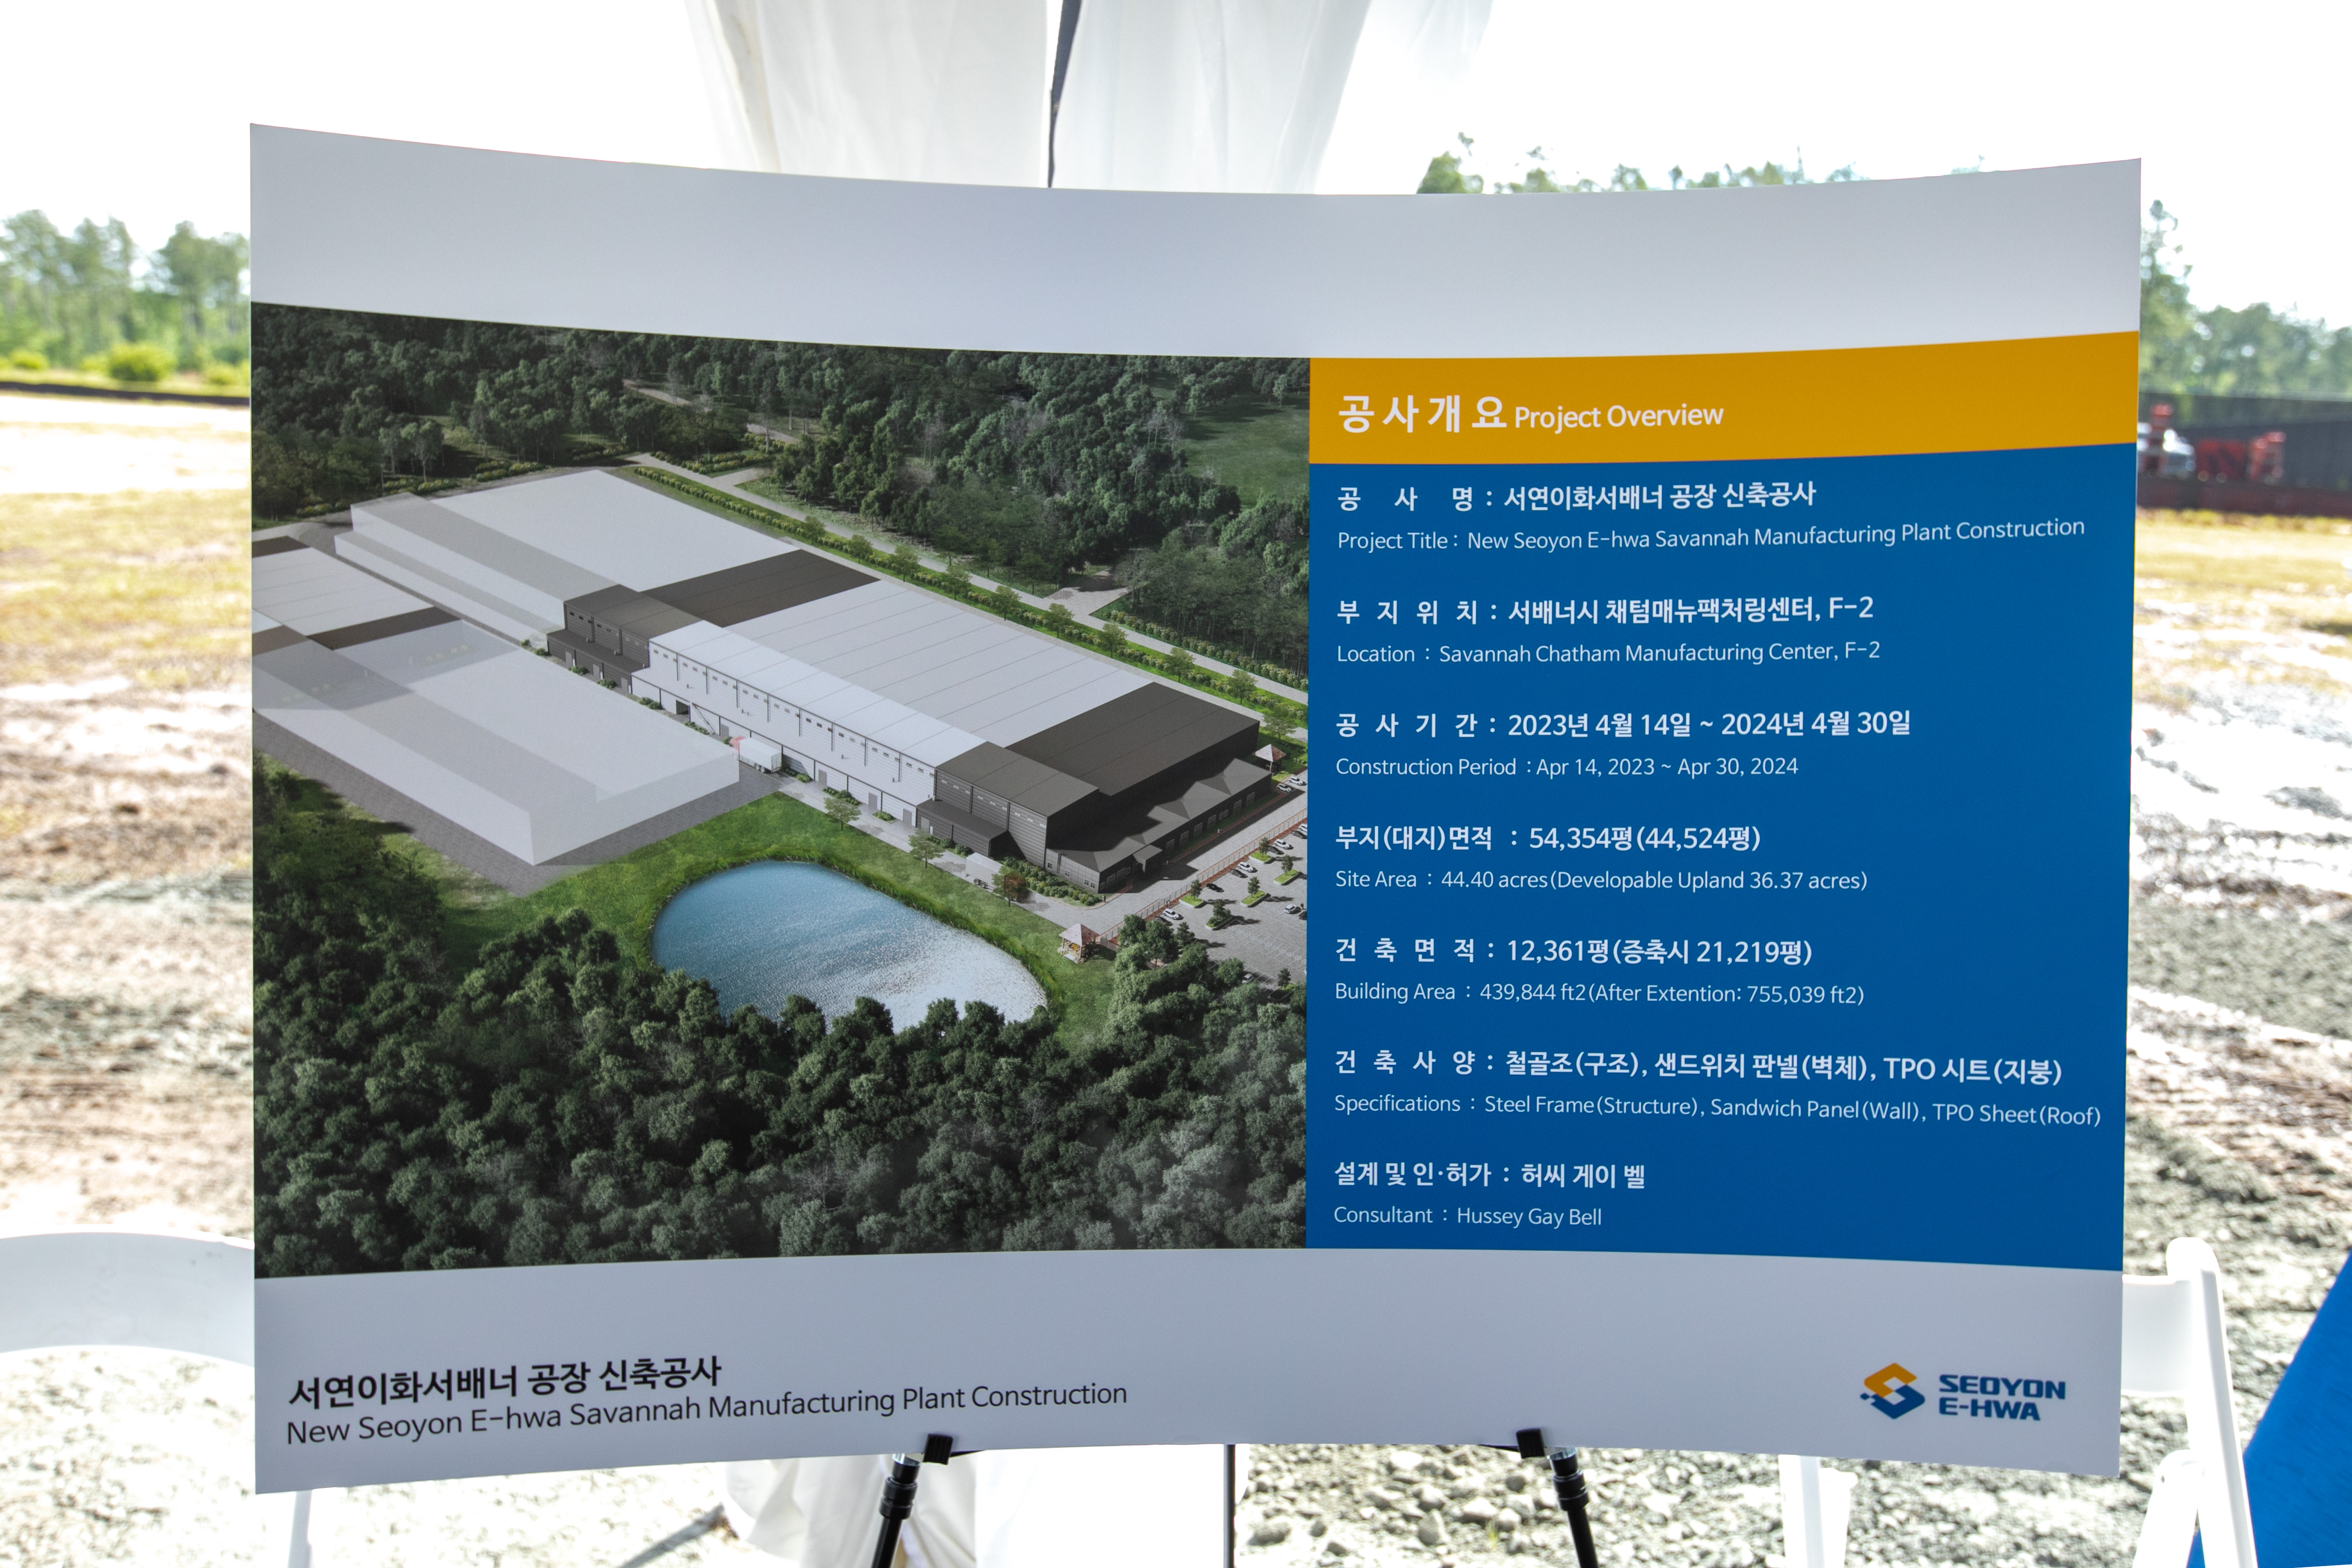 공사개요 Project Overview
공 사 명 : 서연이화서배너 공장 신축공사
Project Title : New Seoyon E-hwa Savannah Manufacturing Plant Construction
부 지 위 치 : 서배너시 채텀매뉴팩처링센터, F-2
Location : Savannah Chatham Manufacturing Center, F-2
공 사 기 간 : 2023년 4월 14일 ~ 2024년 4월 30일
Construction Period : Apr 14, 2023 ~ Apr 30, 2024
부지(대지)면적 : 54,354평(44,524평)
Site Area : 44.40 acres(Developable Upland 36.37 acres)
건 축 면 적 : 12,361평(증축시 21,219평)
Building Area : 439,844 ft2(After Extention: 755,039 ft2)
건 축 사 양 : 철골조(구조), 샌드위치 판넬(벽체), TPO 시트(지붕)
Specifications : Steel Frame(Structure), Sandwich Panel(Wall), TPO Sheet(Roof)
설계 및 인·허가 : 허씨 게이 벨
Consultant : Hussey Gay Bell
서연이화서배너 공장 신축공사
New Seoyon E-hwa Savannah Manufacturing Plant Construction
SEOYON
E-HWA